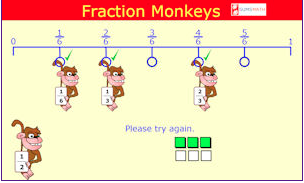 Fraction Monkeys
0 1/6 2/6 3/6 4/6 5/6 1
1/6 1/3 2/3
Please try again.
1/2